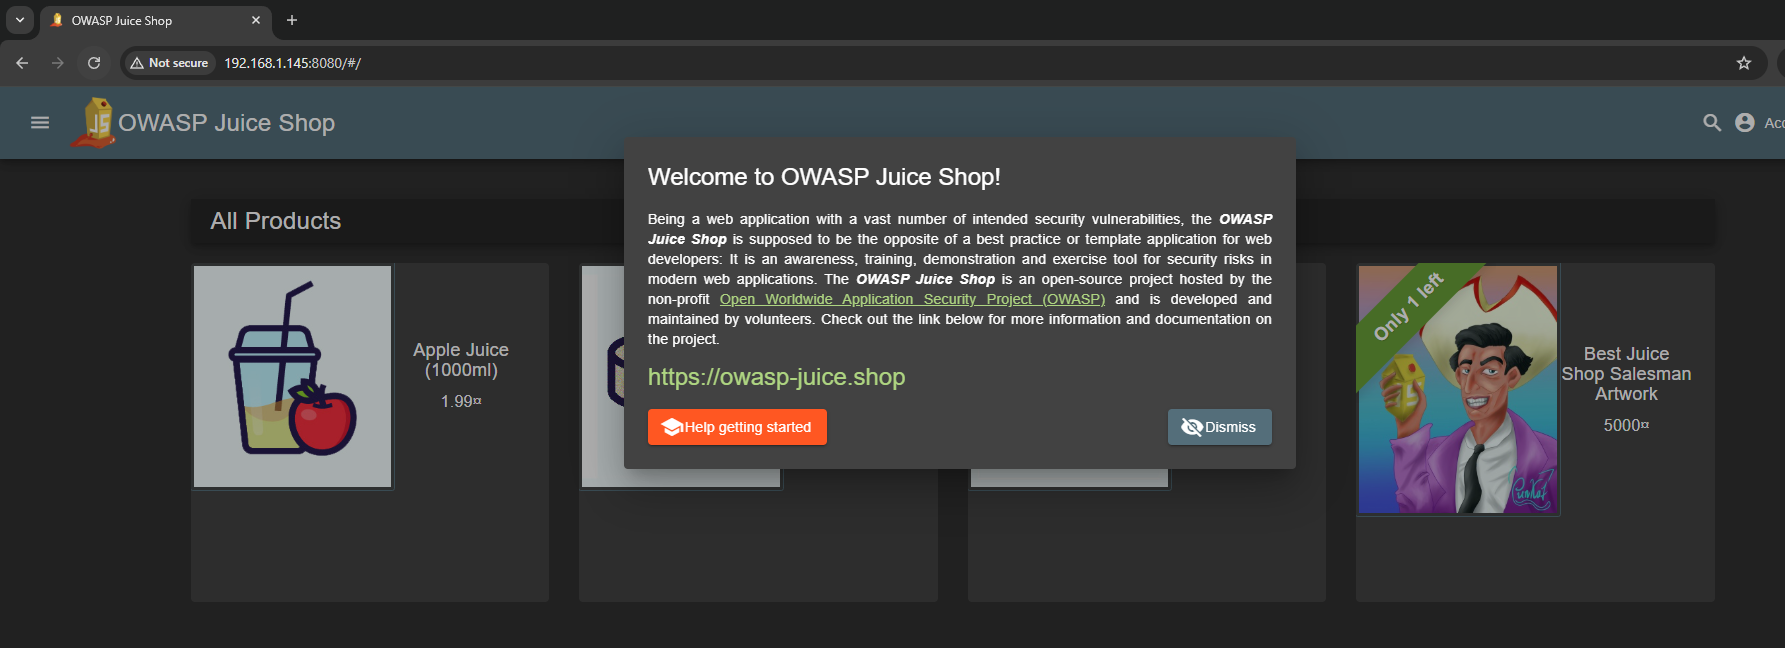 OWASP Juice Shop
Not secure
192.168.1.145:8080/#/
OWASP Juice Shop
Acc
All Products
Welcome to OWASP Juice Shop!
Being a web application with a vast number of intended security vulnerabilities, the OWASP
Juice Shop is supposed to be the opposite of a best practice or template application for web
developers: It is an awareness, training, demonstration and exercise tool for security risks in
modern web applications. The OWASP Juice Shop is an open-source project hosted by the
non-profit Open Worldwide Application Security Project (OWASP) and is developed and
maintained by volunteers. Check out the link below for more information and documentation on
the project.
https://owasp-juice.shop
Help getting started
Dismiss
Apple Juice
(1000ml)
1.99¤
Only 1 left
JS
Best Juice
Shop Salesman
Artwork
5000¤